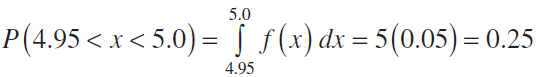 P(4.95 < x < 5.0) = ∫_{4.95}^{5.0} f(x) dx = 5(0.05) = 0.25